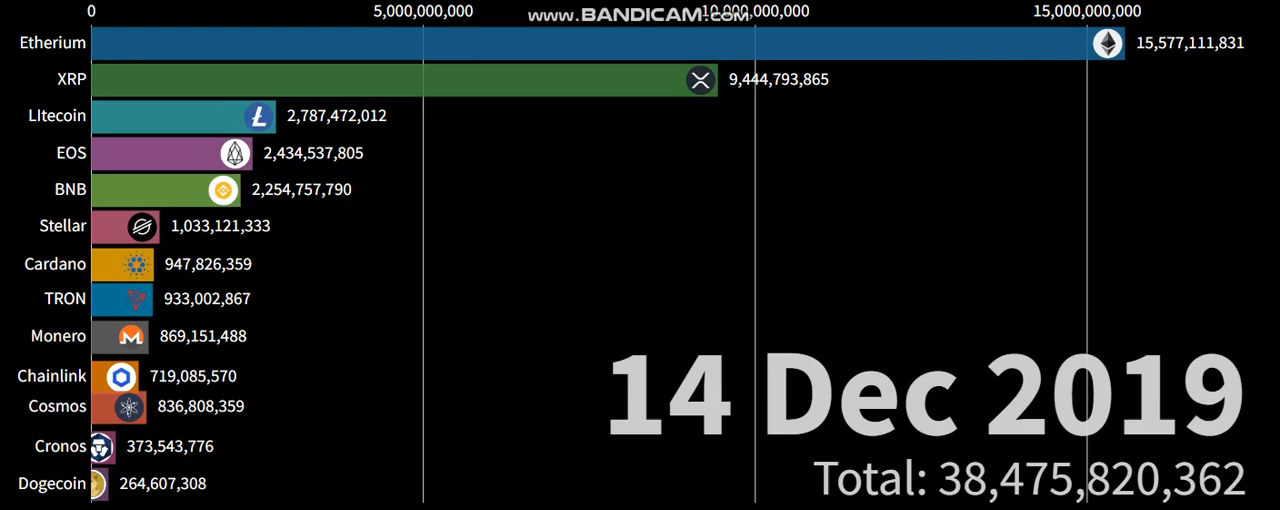 0 5,000,000,000 10,000,000,000 15,000,000,000
www.BANDICAM.com
Etherium 15,577,111,831
XRP 9,444,793,865
LItecoin 2,787,472,012
EOS 2,434,537,805
BNB 2,254,757,790
Stellar 1,033,121,333
Cardano 947,826,359
TRON 933,002,867
Monero 869,151,488
Chainlink 719,085,570
Cosmos 836,808,359
Cronos 373,543,776
Dogecoin 264,607,308
14 Dec 2019
Total: 38,475,820,362